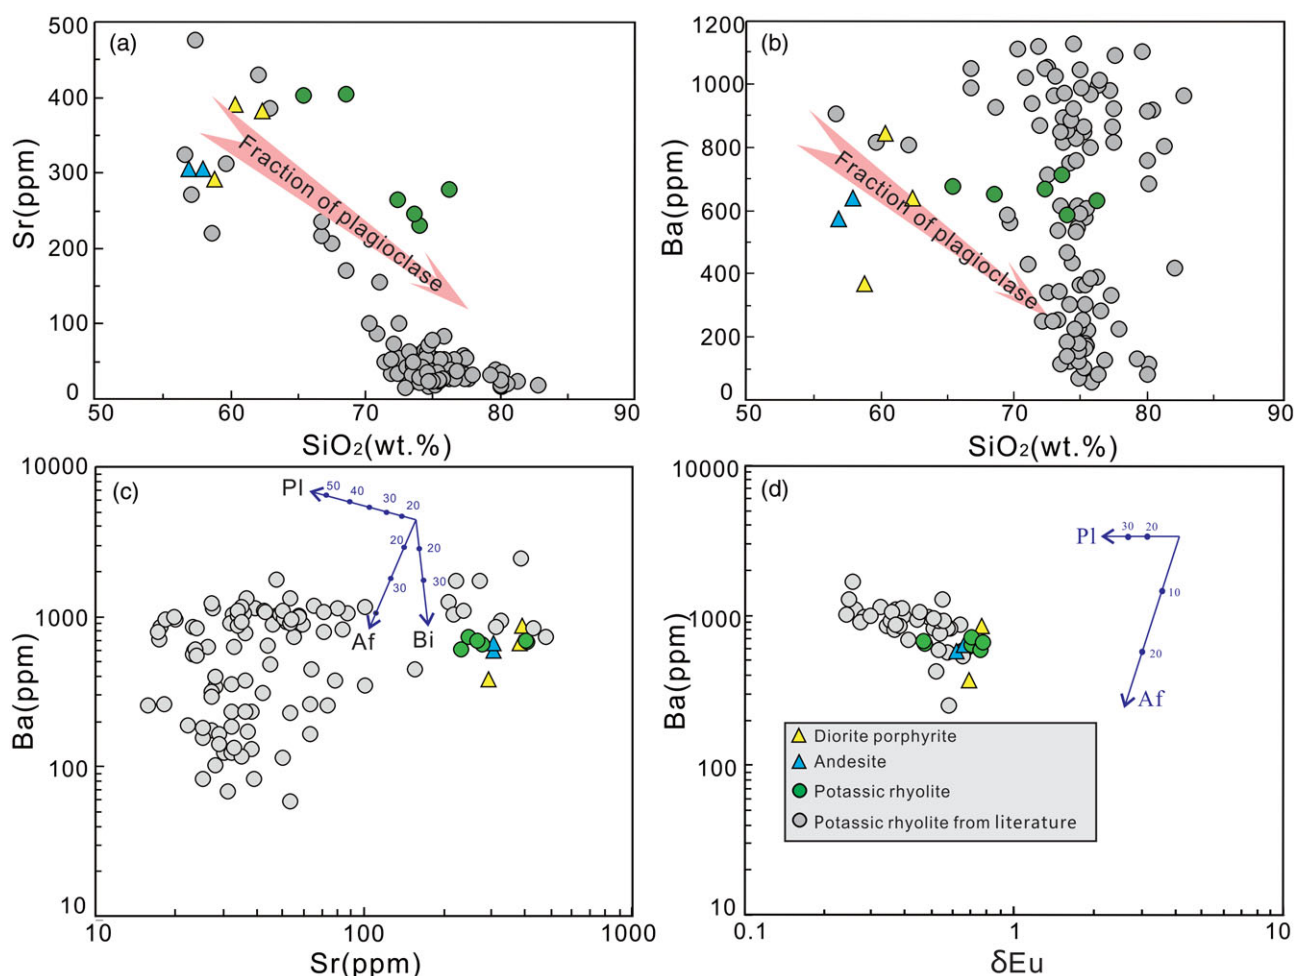 (a)
500
400
300
200
100
0
Sr(ppm)
Fraction of plagioclase
50
60
70
80
90
SiO₂(wt.%)
(b)
1200
1000
800
600
400
200
0
Ba(ppm)
Fraction of plagioclase
50
60
70
80
90
SiO₂(wt.%)
(c)
10000
1000
100
10
Ba(ppm)
Pl
50
40
30
20
20
30
Af
20
30
Bi
10
100
1000
Sr(ppm)
(d)
10000
1000
100
10
Ba(ppm)
Pl
30
20
10
20
Af
Diorite porphyrite
Andesite
Potassic rhyolite
Potassic rhyolite from literature
0.1
1
10
δEu